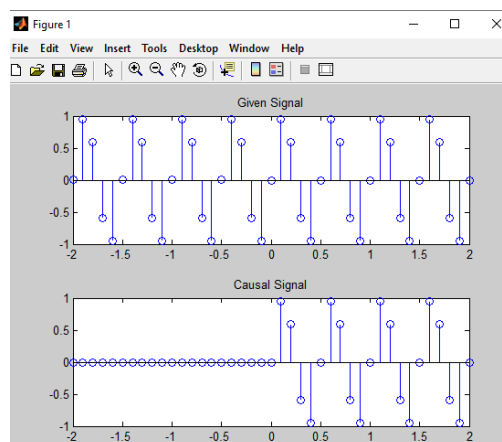 Figure 1
File Edit View Insert Tools Desktop Window Help
Given Signal
1
0.5
0
-0.5
-1
-2 -1.5 -1 -0.5 0 0.5 1 1.5 2
Causal Signal
1
0.5
0
-0.5
-1
-2 -1.5 -1 -0.5 0 0.5 1 1.5 2